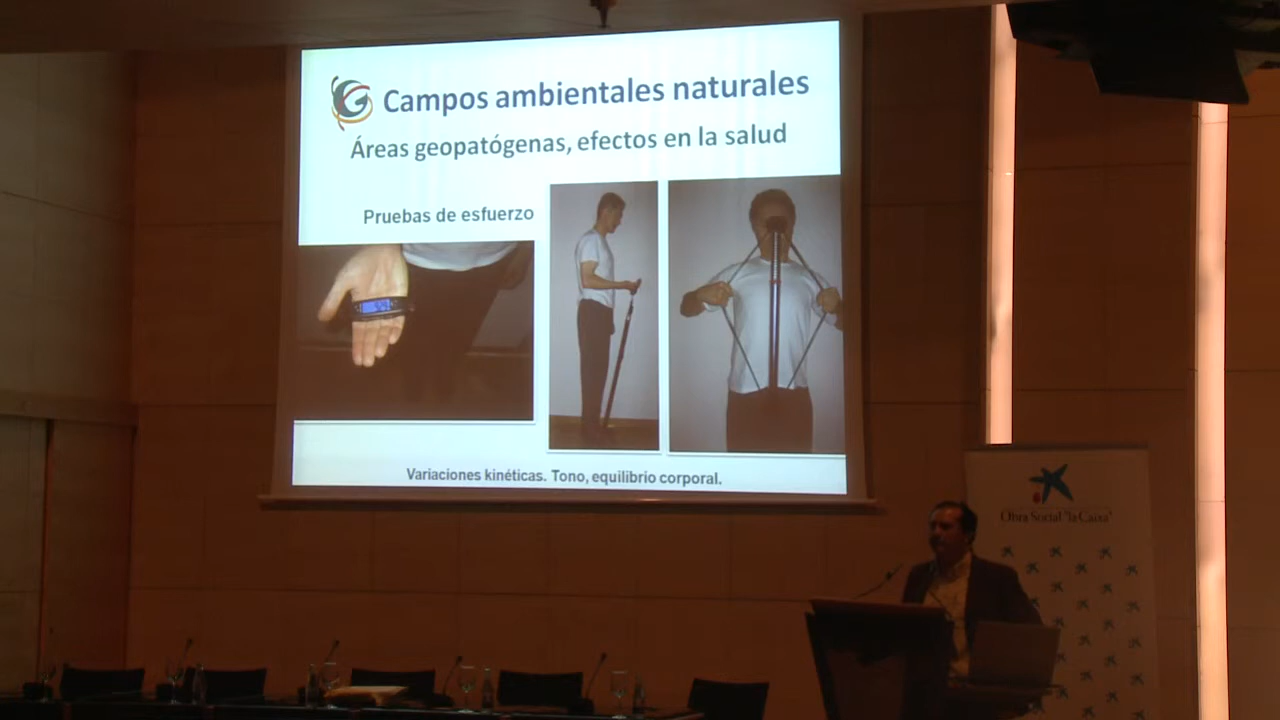 Campos ambientales naturales
Áreas geopatógenas, efectos en la salud
Pruebas de esfuerzo
Variaciones kinéticas. Tono, equilibrio corporal.
Obra Social "la Caixa"